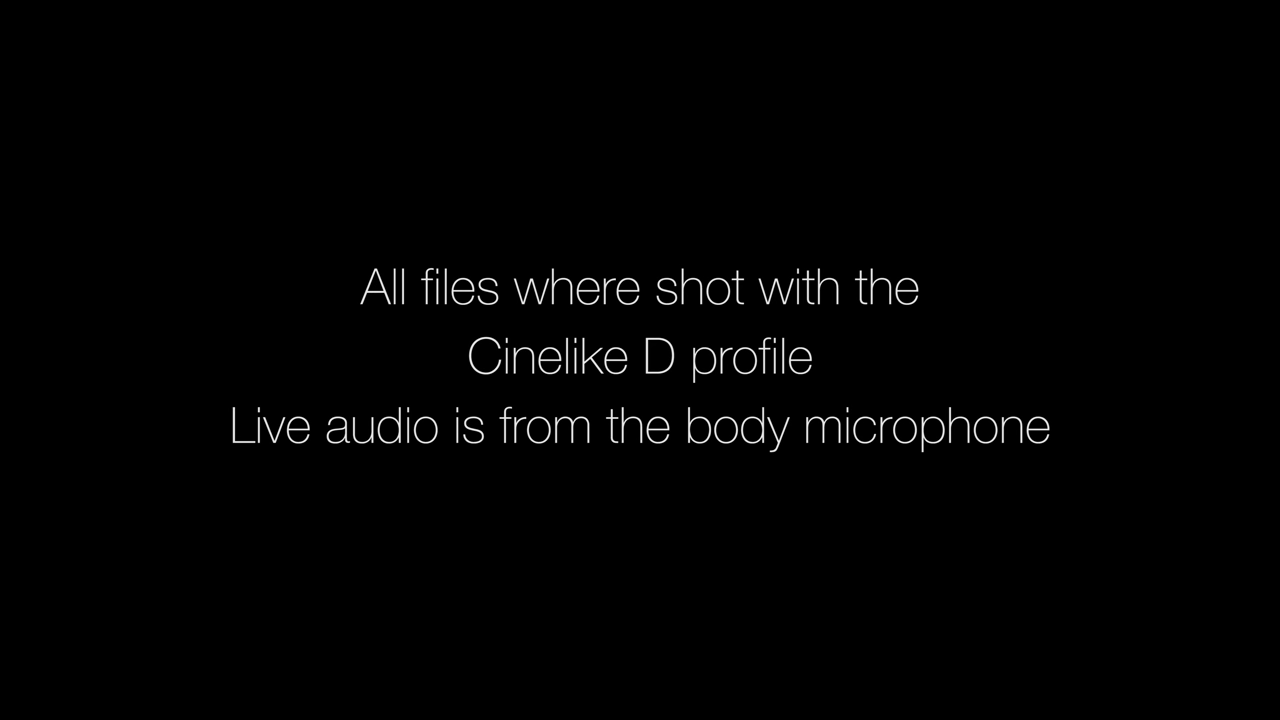 All files where shot with the
Cinelike D profile
Live audio is from the body microphone